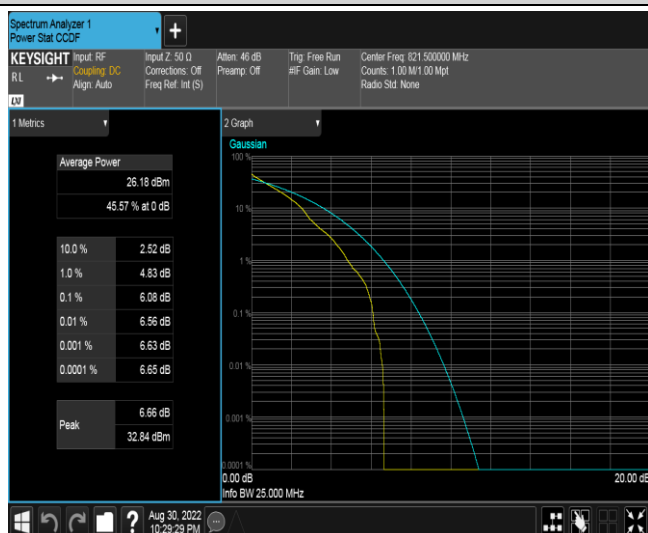 Spectrum Analyzer 1
Power Stat CCDF
KEYSIGHT
RL
LXI
Input: RF
Coupling: DC
Align: Auto
Input Z: 50 Ω
Corrections: Off
Freq Ref: Int (S)
Atten: 46 dB
Preamp: Off
Trig: Free Run
#IF Gain: Low
Center Freq: 821.500000 MHz
Counts: 1.00 M/1.00 Mpt
Radio Std: None
1 Metrics
Average Power
26.18 dBm
45.57 % at 0 dB
10.0 % 2.52 dB
1.0 % 4.83 dB
0.1 % 6.08 dB
0.01 % 6.56 dB
0.001 % 6.63 dB
0.0001 % 6.65 dB
Peak
6.66 dB
32.84 dBm
2 Graph
Gaussian
100 %
10 %
1 %
0.1 %
0.01 %
0.001 %
0.0001 %
0.00 dB
20.00 dB
Info BW 25.000 MHz
?
Aug 30, 2022
10:29:29 PM